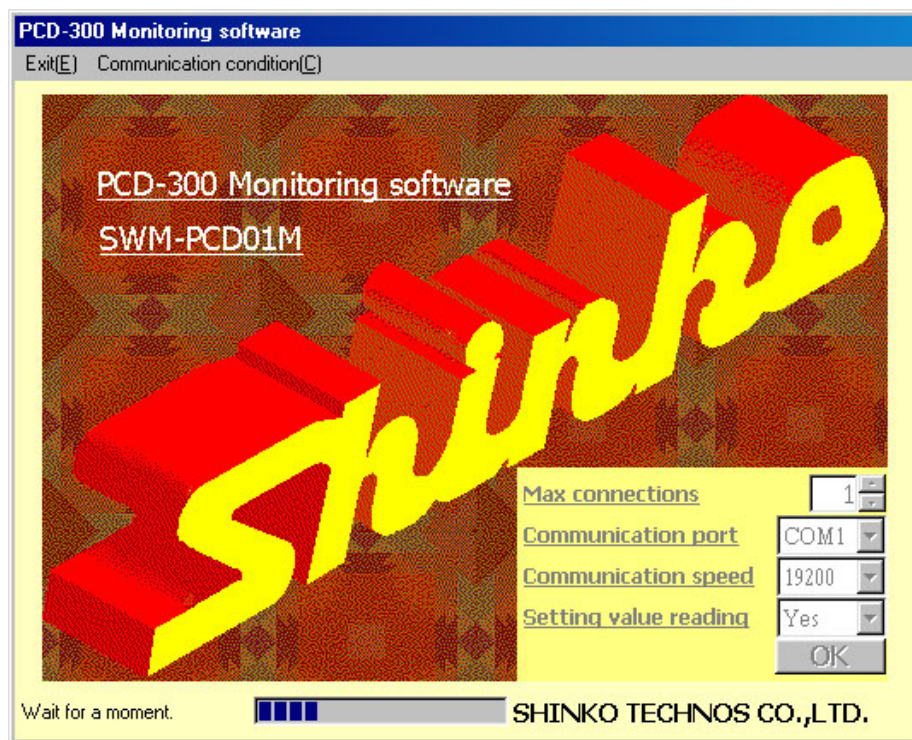 PCD-300 Monitoring software
Exit(E) Communication condition(C)
PCD-300 Monitoring software
SWM-PCD01M
Shinko
Max connections 1
Communication port COM1
Communication speed 19200
Setting value reading Yes
OK
Wait for a moment. SHINKO TECHNOS CO.,LTD.